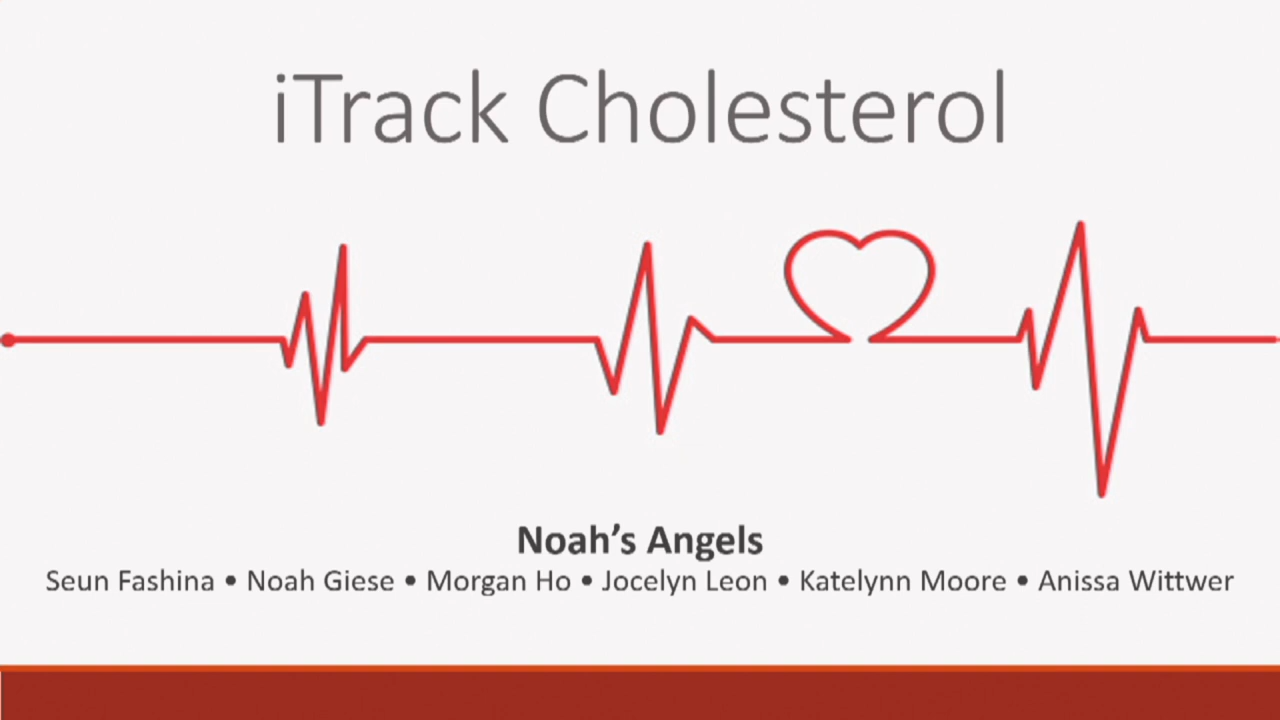 iTrack Cholesterol
Noah’s Angels
Seun Fashina • Noah Giese • Morgan Ho • Jocelyn Leon • Katelynn Moore • Anissa Wittwer